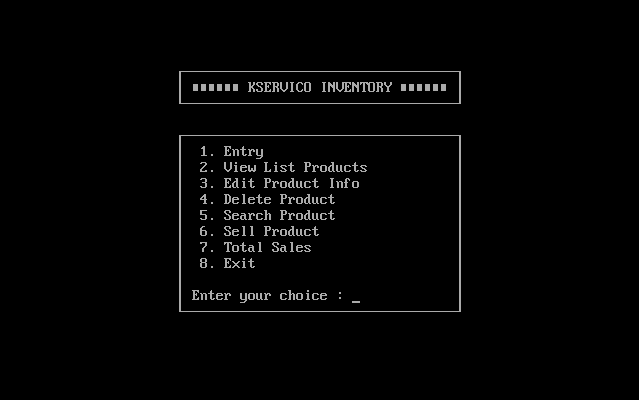 ■■■■■■ KSERVICO INVENTORY ■■■■■■
1. Entry
2. View List Products
3. Edit Product Info
4. Delete Product
5. Search Product
6. Sell Product
7. Total Sales
8. Exit
Enter your choice : _